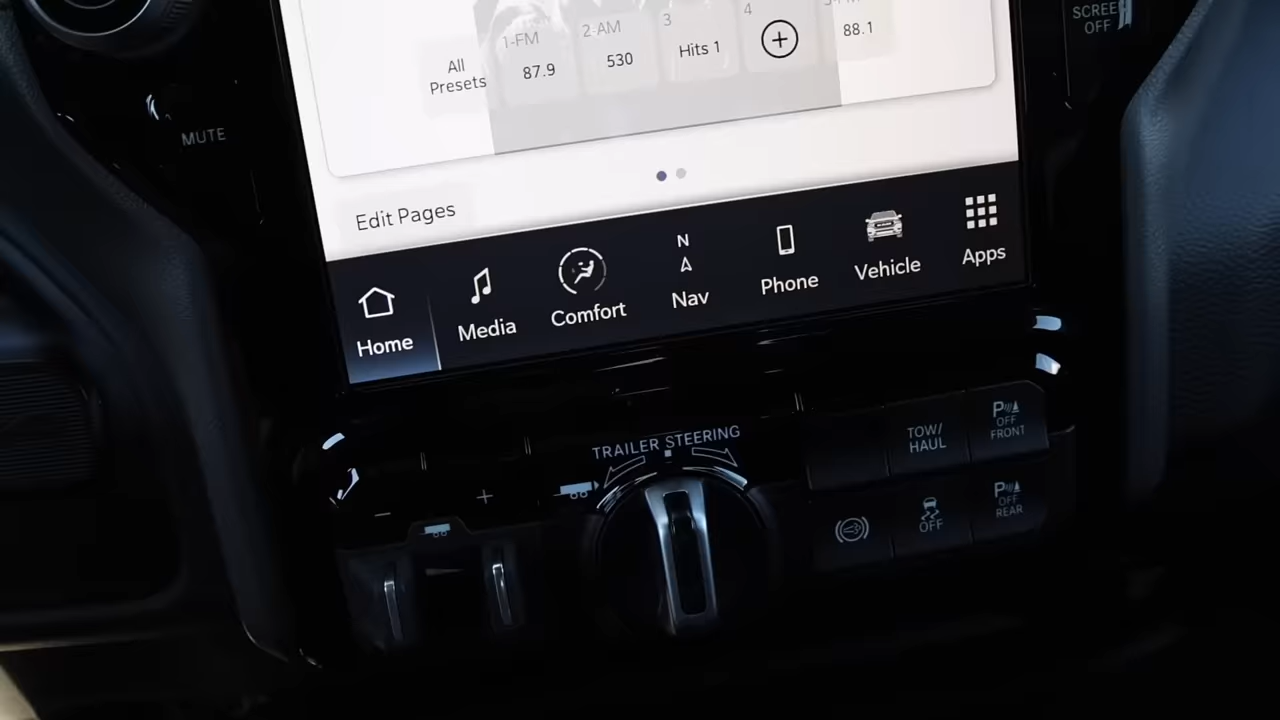 SCREEN
OFF
1-FM
2-AM
3
4
All
Presets
87.9
530
Hits 1
88.1
MUTE
Edit Pages
N
Home
Media
Comfort
Nav
Phone
Vehicle
Apps
TRAILER STEERING
TOW/
HAUL
P
OFF
FRONT
− +
OFF
P
OFF
REAR